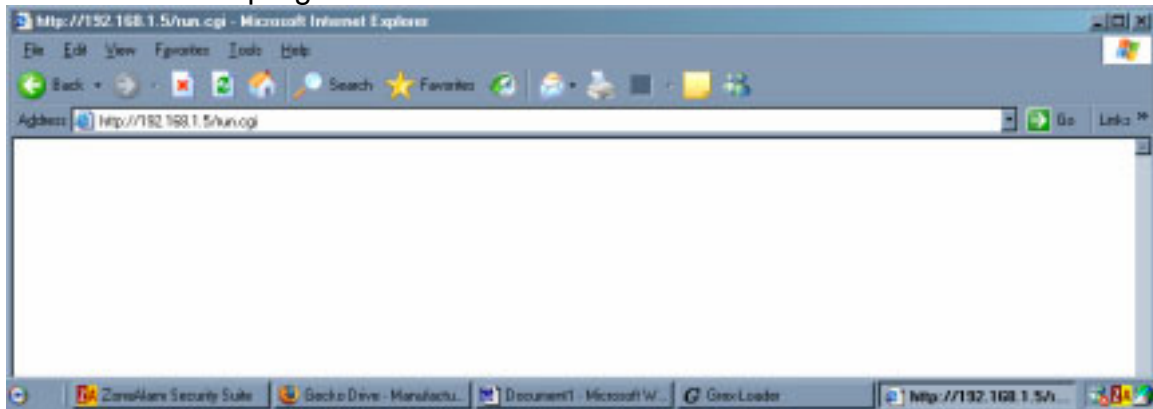 http://192.168.1.5/run.cgi - Microsoft Internet Explorer
File Edit View Favorites Tools Help
Back Search Favorites
Address http://192.168.1.5/run.cgi Go Links »
ZA ZoneAlarm Security Suite Gecko Drive - Manufactu... Document1 - Microsoft W... G GrexLoader http://192.168.1.5/r...